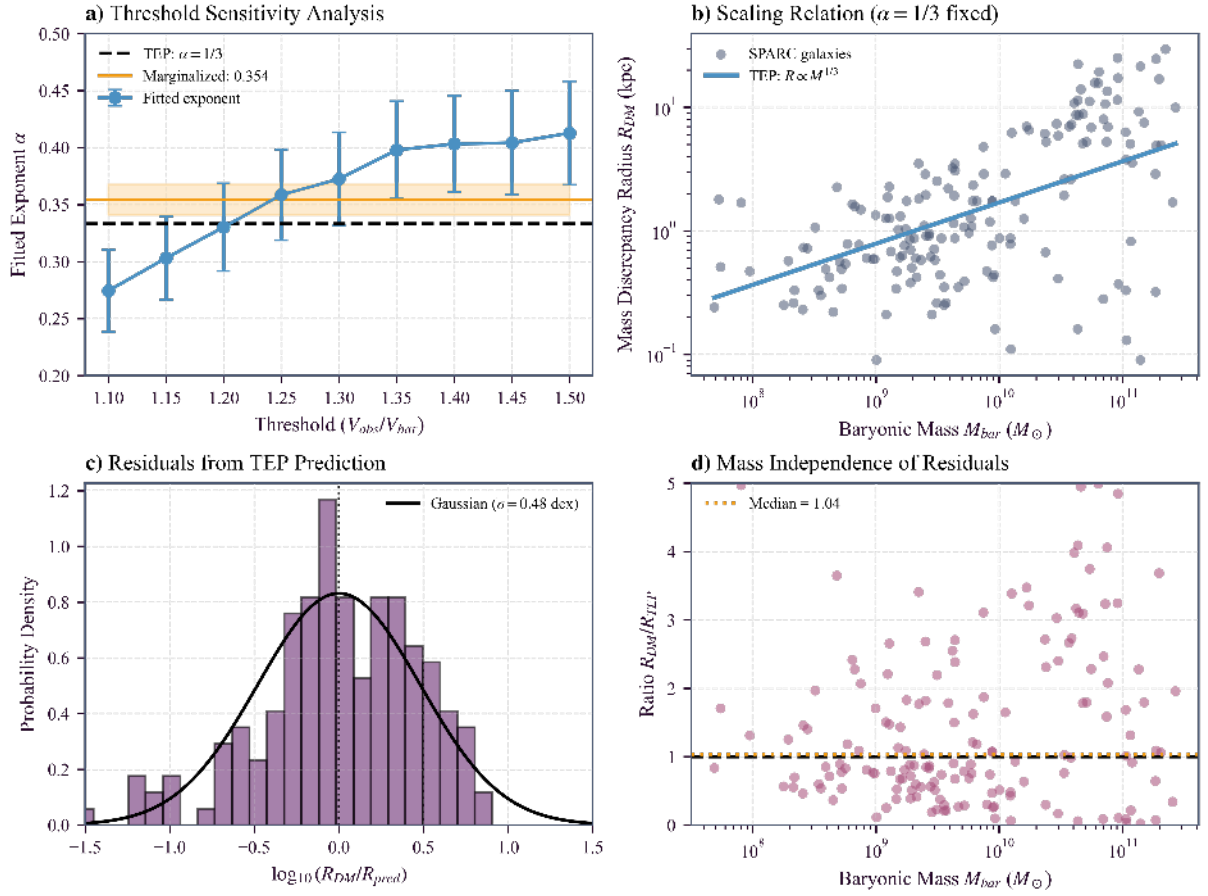 a) Threshold Sensitivity Analysis
0.50
0.45
0.40
0.35
0.30
0.25
0.20
Fitted Exponent α
TEP: α = 1/3
Marginalized: 0.354
Fitted exponent
1.10 1.15 1.20 1.25 1.30 1.35 1.40 1.45 1.50
Threshold (V_obs/V_bar)
b) Scaling Relation (α = 1/3 fixed)
Mass Discrepancy Radius R_DM (kpc)
10^1
10^0
10^-1
SPARC galaxies
TEP: R ∝ M^1/3
10^8 10^9 10^10 10^11
Baryonic Mass M_bar (M_⊙)
c) Residuals from TEP Prediction
1.2
1.0
0.8
0.6
0.4
0.2
0.0
Probability Density
Gaussian (σ = 0.48 dex)
-1.5 -1.0 -0.5 0.0 0.5 1.0 1.5
log_10(R_DM/R_pred)
d) Mass Independence of Residuals
5
4
3
2
1
0
Ratio R_DM/R_TEP
Median = 1.04
10^8 10^9 10^10 10^11
Baryonic Mass M_bar (M_⊙)